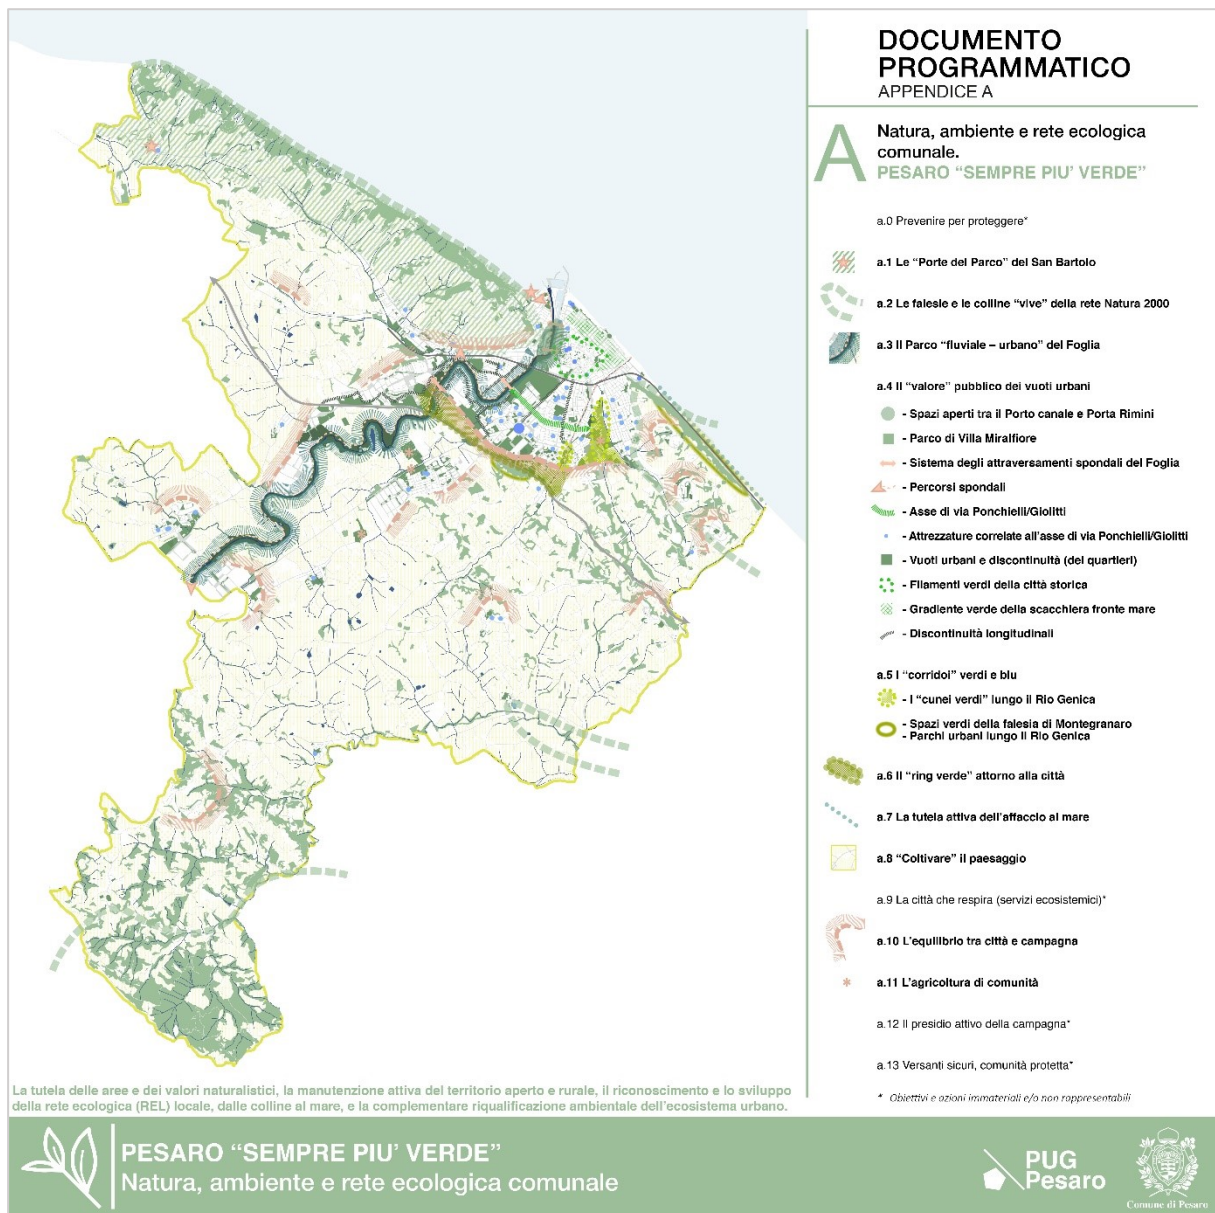 DOCUMENTO
PROGRAMMATICO
APPENDICE A
A
Natura, ambiente e rete ecologica
comunale.
PESARO “SEMPRE PIU’ VERDE”
a.0 Prevenire per proteggere*
a.1 Le “Porte del Parco” del San Bartolo
a.2 Le falesie e le colline “vive” della rete Natura 2000
a.3 Il Parco “fluviale – urbano” del Foglia
a.4 Il “valore” pubblico dei vuoti urbani
- Spazi aperti tra il Porto canale e Porta Rimini
- Parco di Villa Miralfiore
- Sistema degli attraversamenti spondali del Foglia
- Percorsi spondali
- Asse di via Ponchielli/Giolitti
- Attrezzature correlate all’asse di via Ponchielli/Giolitti
- Vuoti urbani e discontinuità (dei quartieri)
- Filamenti verdi della città storica
- Gradiente verde della scacchiera fronte mare
- Discontinuità longitudinali
a.5 I “corridoi” verdi e blu
- I “cunei verdi” lungo il Rio Genica
- Spazi verdi della falesia di Montegranaro
- Parchi urbani lungo il Rio Genica
a.6 Il “ring verde” attorno alla città
a.7 La tutela attiva dell’affaccio al mare
a.8 “Coltivare” il paesaggio
a.9 La città che respira (servizi ecosistemici)*
a.10 L’equilibrio tra città e campagna
a.11 L’agricoltura di comunità
a.12 Il presidio attivo della campagna*
a.13 Versanti sicuri, comunità protetta*
* Obiettivi e azioni immateriali e/o non rappresentabili
La tutela delle aree e dei valori naturalistici, la manutenzione attiva del territorio aperto e rurale, il riconoscimento e lo sviluppo
della rete ecologica (REL) locale, dalle colline al mare, e la complementare riqualificazione ambientale dell’ecosistema urbano.
PESARO “SEMPRE PIU’ VERDE”
Natura, ambiente e rete ecologica comunale
PUG
Pesaro
Comune di Pesaro